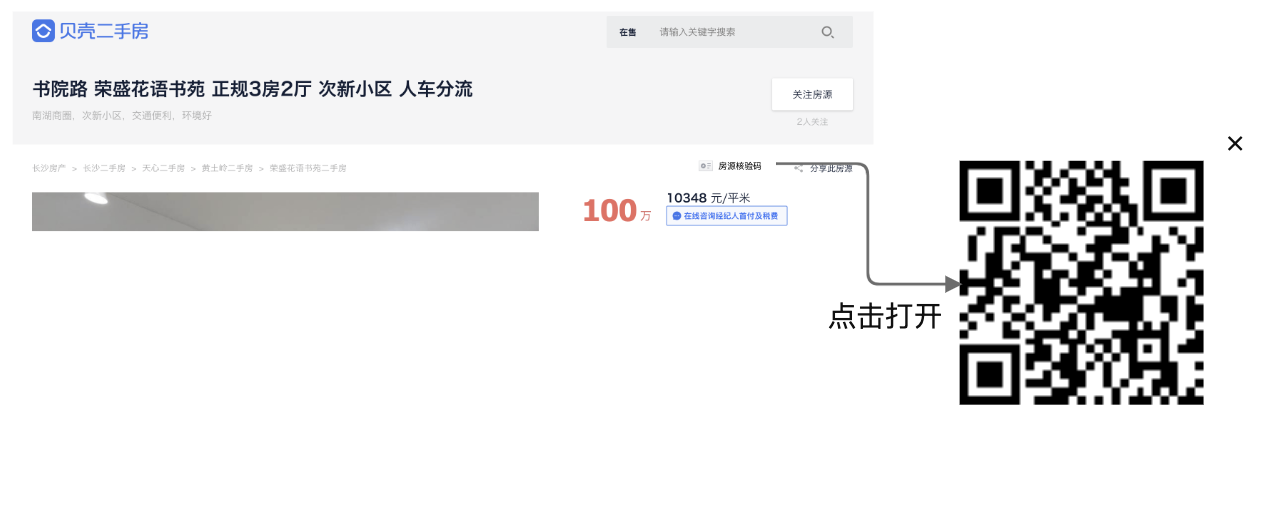 贝壳二手房
在售 请输入关键字搜索
书院路 荣盛花语书苑 正规3房2厅 次新小区 人车分流
关注房源
南湖商圈，次新小区，交通便利，环境好
2人关注
长沙房产 > 长沙二手房 > 天心二手房 > 黄土岭二手房 > 荣盛花语书苑二手房
房源核验码
分享此房源
100万
10348 元/平米
在线咨询经纪人首付及税费
点击打开